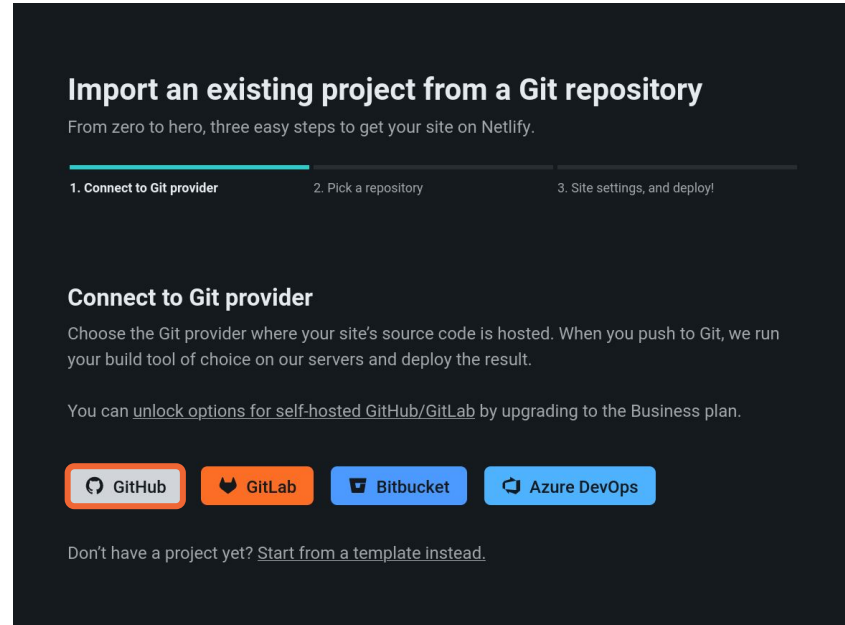 Import an existing project from a Git repository
From zero to hero, three easy steps to get your site on Netlify.
1. Connect to Git provider
2. Pick a repository
3. Site settings, and deploy!
Connect to Git provider
Choose the Git provider where your site’s source code is hosted. When you push to Git, we run
your build tool of choice on our servers and deploy the result.
You can unlock options for self-hosted GitHub/GitLab by upgrading to the Business plan.
GitHub
GitLab
Bitbucket
Azure DevOps
Don’t have a project yet? Start from a template instead.